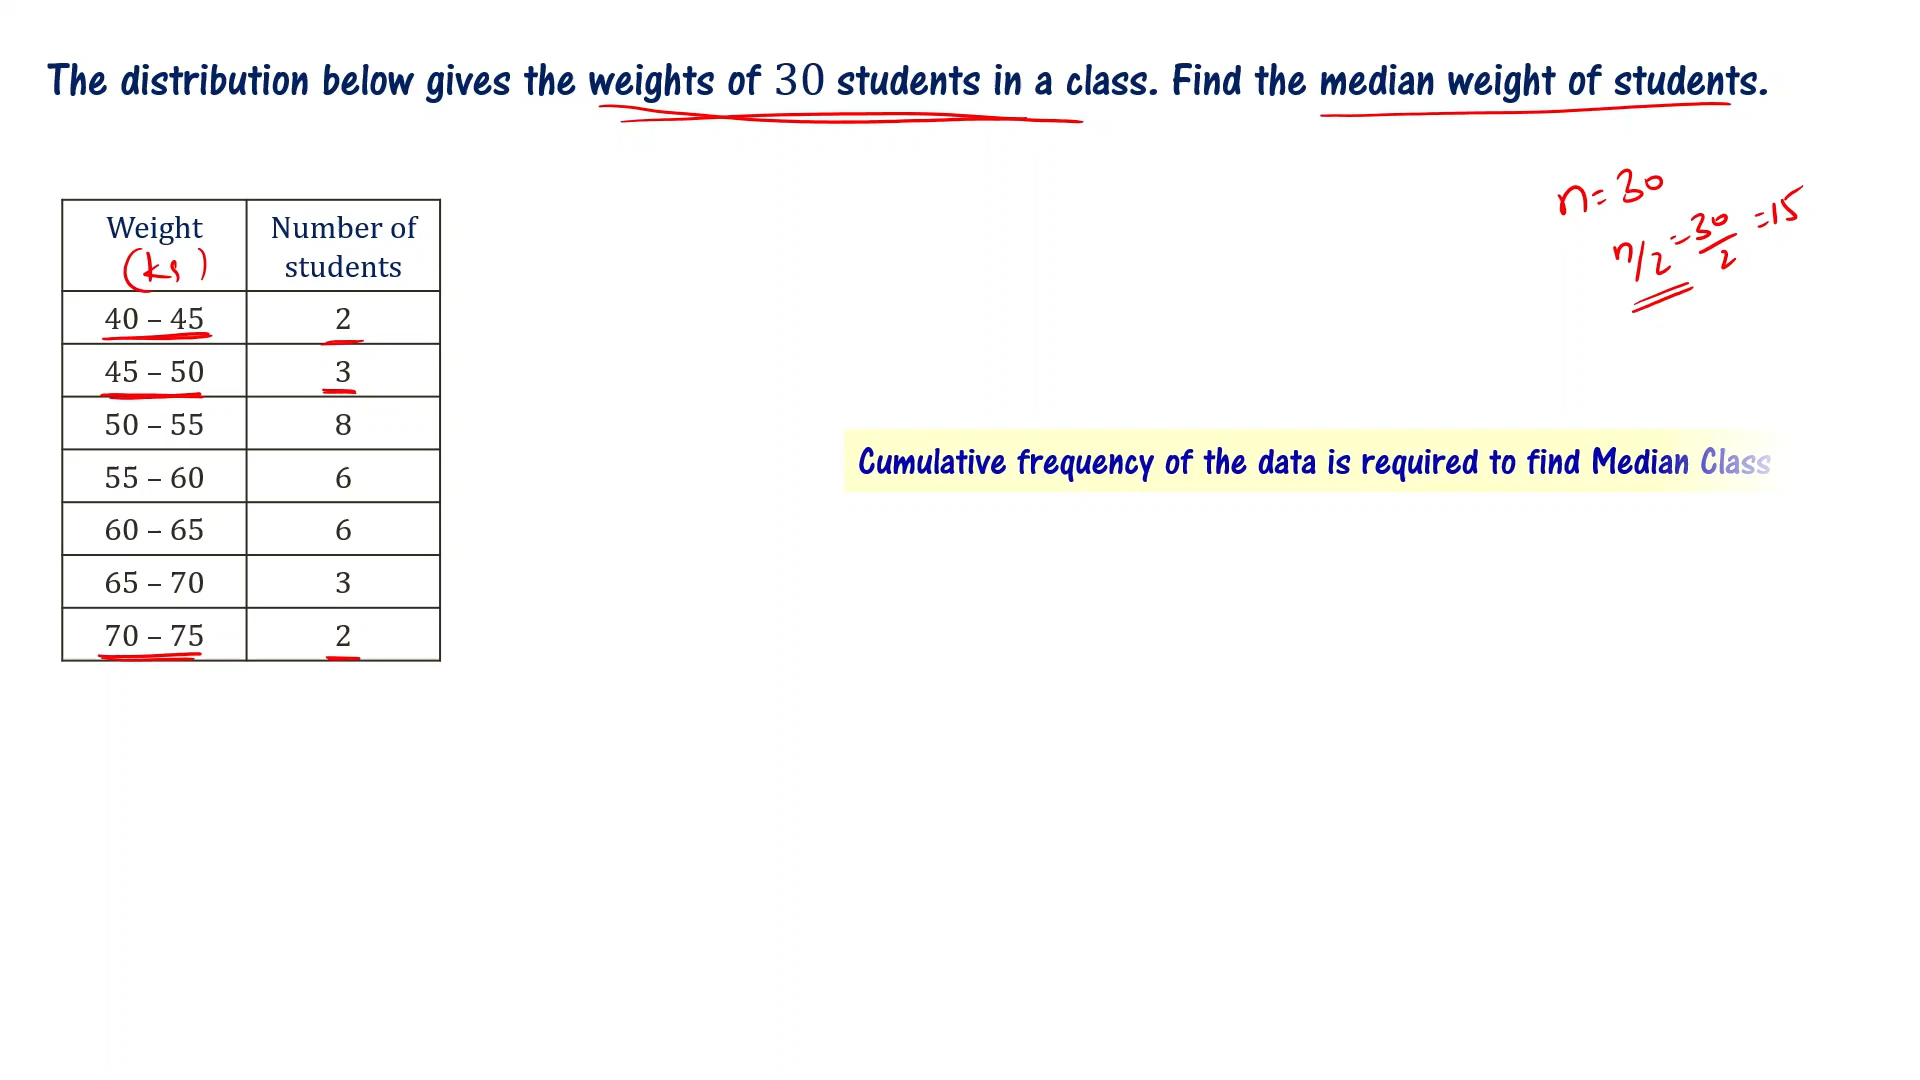 The distribution below gives the weights of 30 students in a class. Find the median weight of students.
n = 30
n/2 = 30/2 = 15
Weight (kg) Number of students
40 – 45 2
45 – 50 3
50 – 55 8
55 – 60 6
60 – 65 6
65 – 70 3
70 – 75 2
Cumulative frequency of the data is required to find Median Class